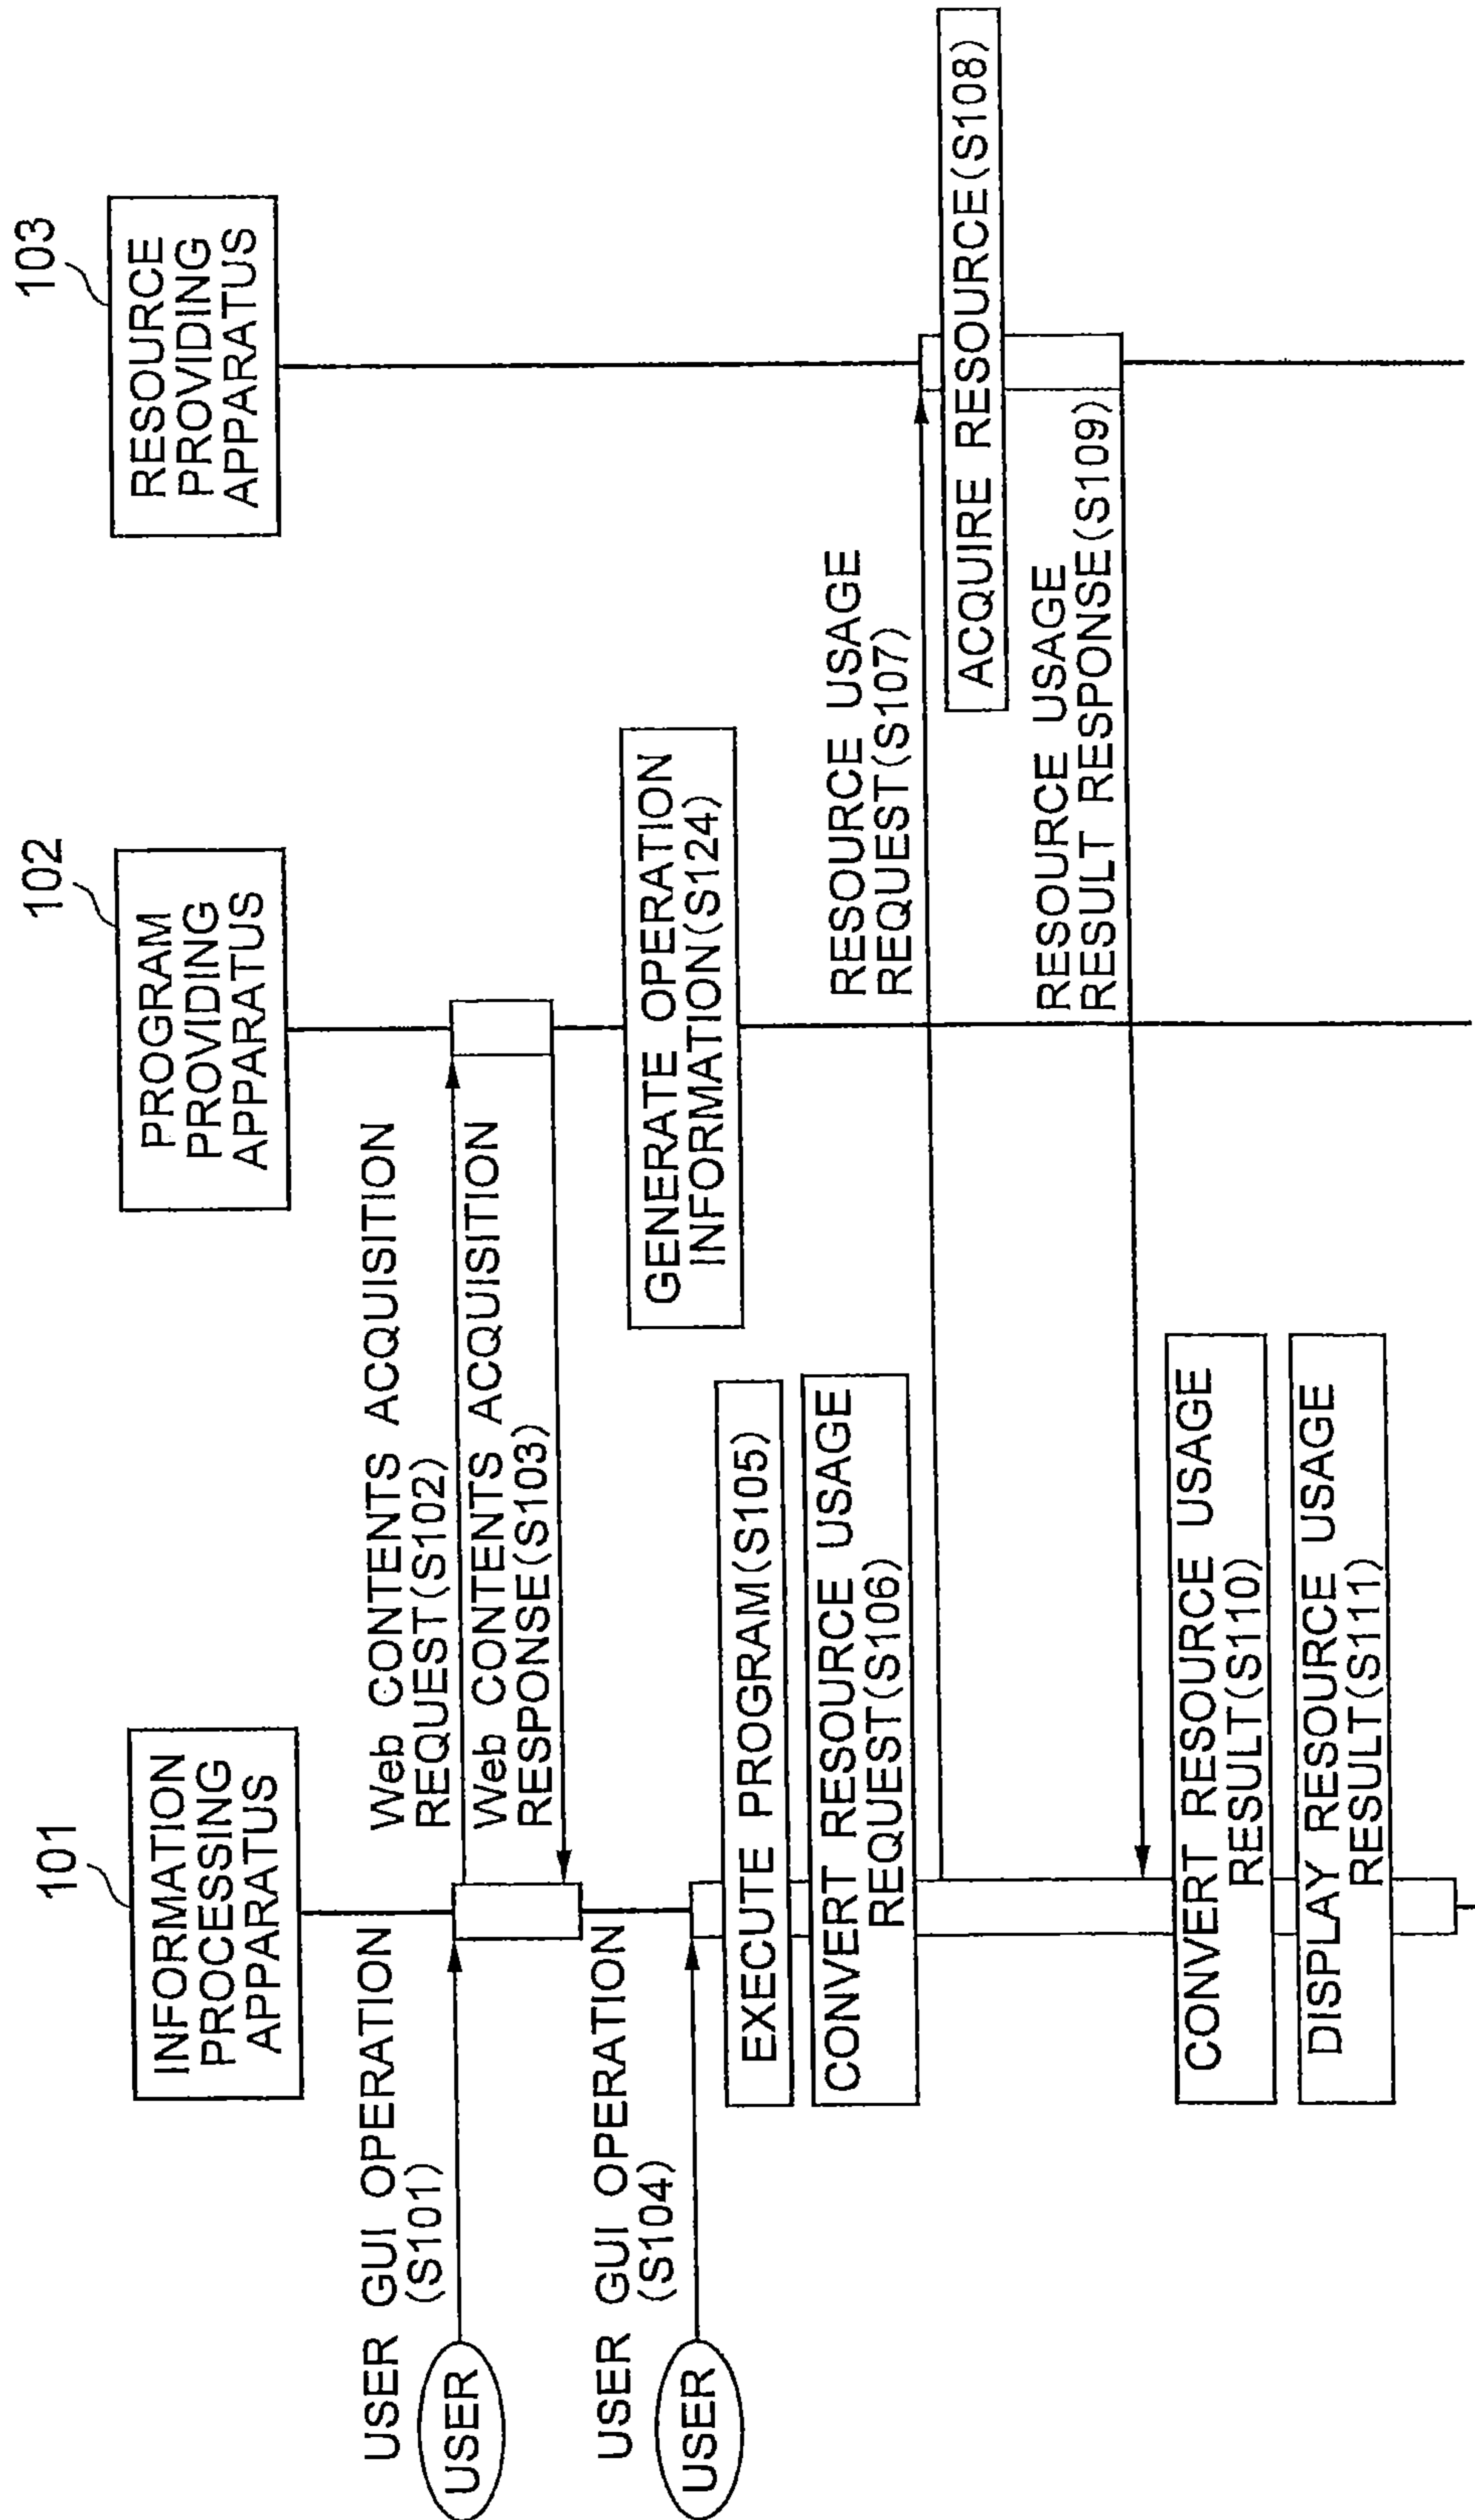 101
INFORMATION
PROCESSING
APPARATUS
102
PROGRAM
PROVIDING
APPARATUS
103
RESOURCE
PROVIDING
APPARATUS
USER GUI OPERATION
(S101)
USER
Web CONTENTS ACQUISITION
REQUEST(S102)
Web CONTENTS ACQUISITION
RESPONSE(S103)
USER GUI OPERATION
(S104)
USER
GENERATE OPERATION
INFORMATION(S124)
EXECUTE PROGRAM(S105)
CONVERT RESOURCE USAGE
REQUEST(S106)
RESOURCE USAGE
REQUEST(S107)
ACQUIRE RESOURCE(S108)
RESOURCE USAGE
RESULT RESPONSE(S109)
CONVERT RESOURCE USAGE
RESULT(S110)
DISPLAY RESOURCE USAGE
RESULT(S111)